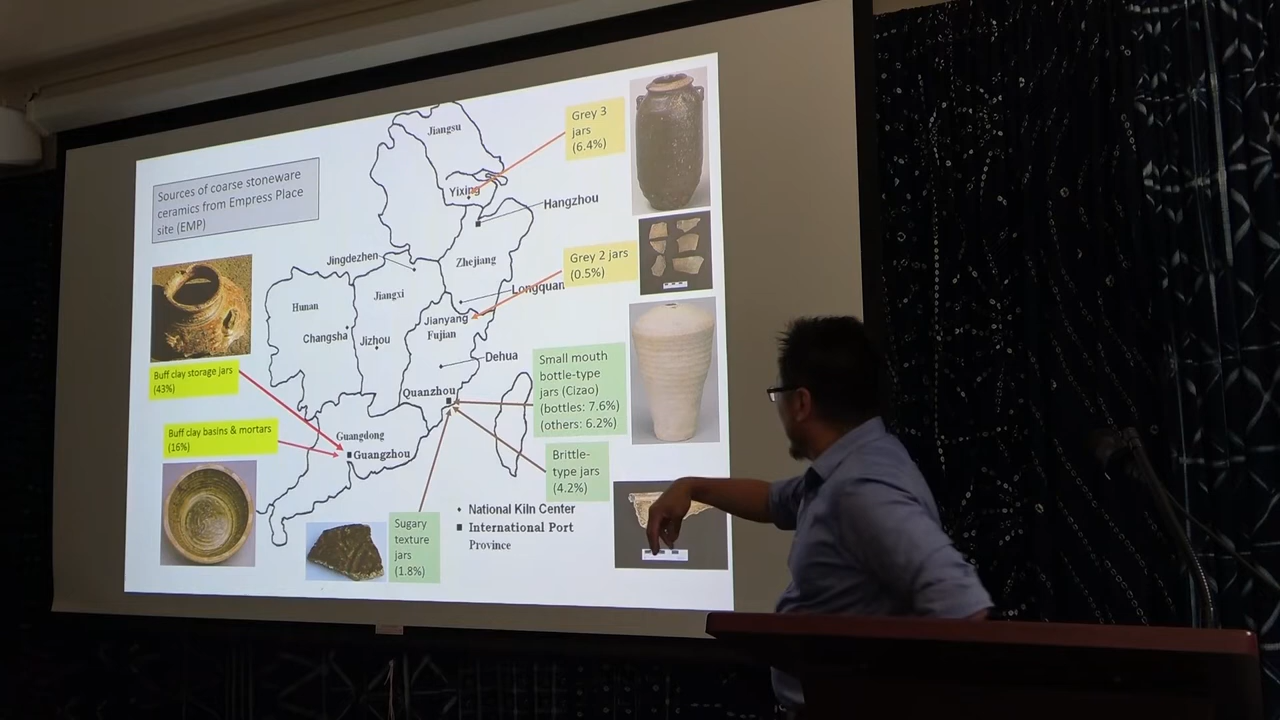 Sources of coarse stoneware
ceramics from Empress Place
site (EMP)
Jiangsu
Grey 3
jars
(6.4%)
Yixing
Hangzhou
Jingdezhen
Zhejiang
Grey 2 jars
(0.5%)
Hunan
Jiangxi
Longquan
Changsha
Jizhou
Jianyang
Fujian
Dehua
Small mouth
bottle-type
jars (Cizao)
(bottles: 7.6%)
(others: 6.2%)
Buff clay storage jars
(43%)
Quanzhou
Buff clay basins & mortars
(16%)
Guangdong
Guangzhou
Brittle-
type jars
(4.2%)
National Kiln Center
International Port
Province
Sugary
texture
jars
(1.8%)